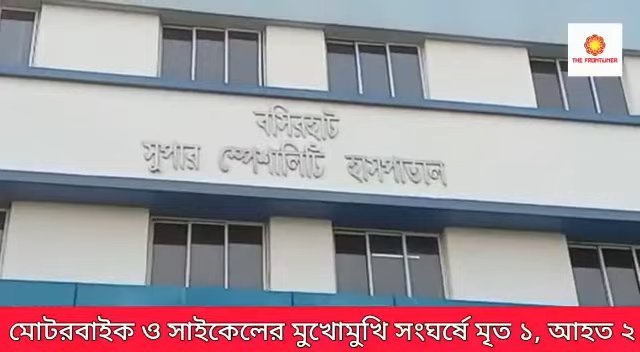 THE FRONTLINER
বসিরহাট
সুপার স্পেশালিটি হাসপাতাল
মোটরবাইক ও সাইকেলের মুখোমুখি সংঘর্ষে মৃত ১, আহত ২